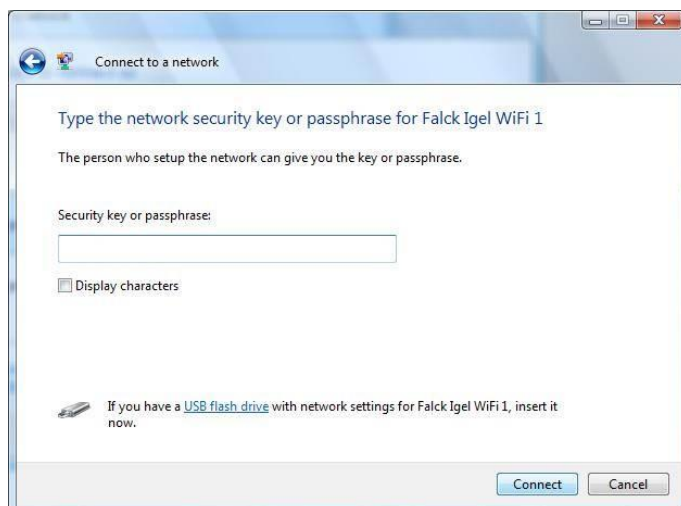 Connect to a network
Type the network security key or passphrase for Falck Igel WiFi 1
The person who setup the network can give you the key or passphrase.
Security key or passphrase:
Display characters
If you have a USB flash drive with network settings for Falck Igel WiFi 1, insert it
now.
Connect Cancel